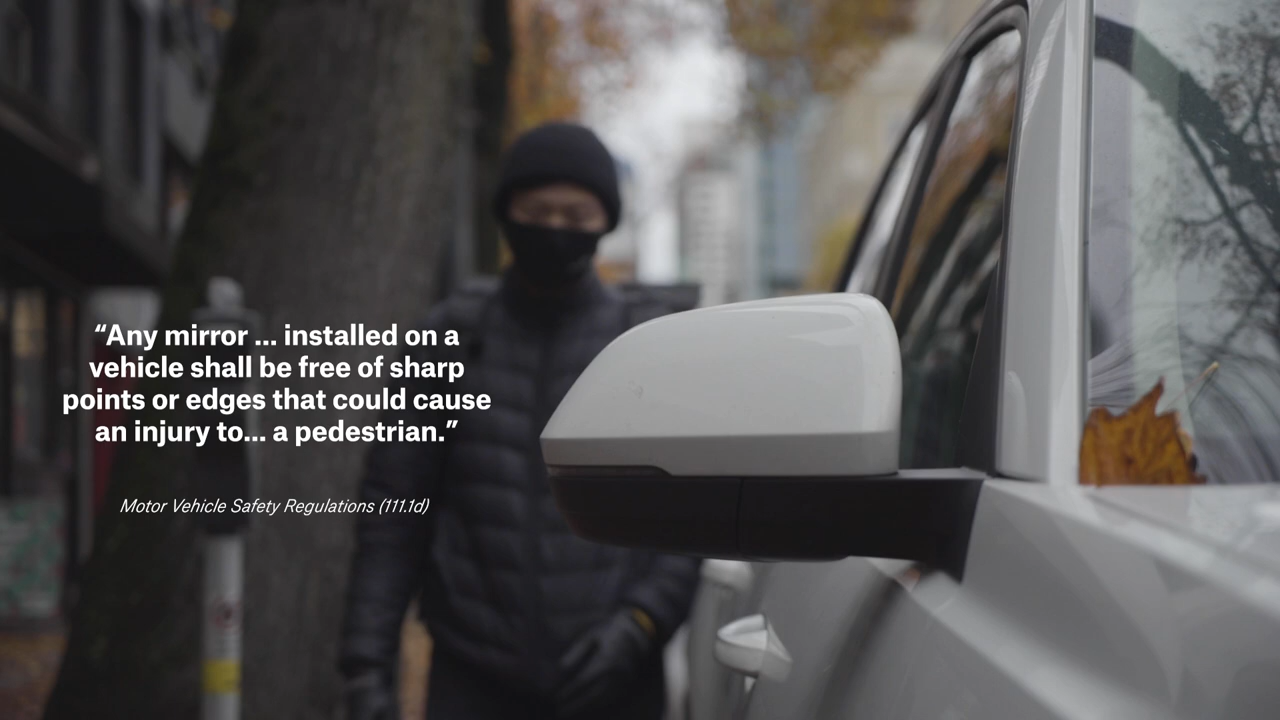 “Any mirror ... installed on a
vehicle shall be free of sharp
points or edges that could cause
an injury to... a pedestrian.”
Motor Vehicle Safety Regulations (111.1d)